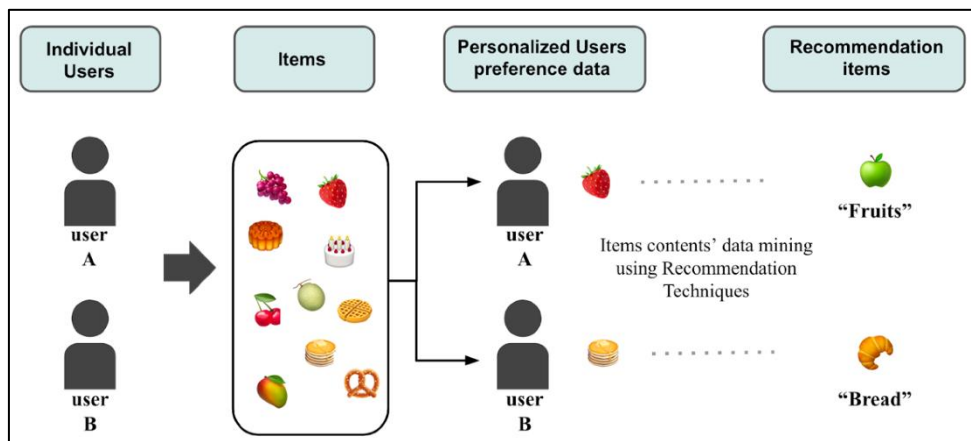 Individual
Users
Items
Personalized Users
preference data
Recommendation
items
user
A
user
A
“Fruits”
Items contents’ data mining
using Recommendation
Techniques
user
B
user
B
“Bread”